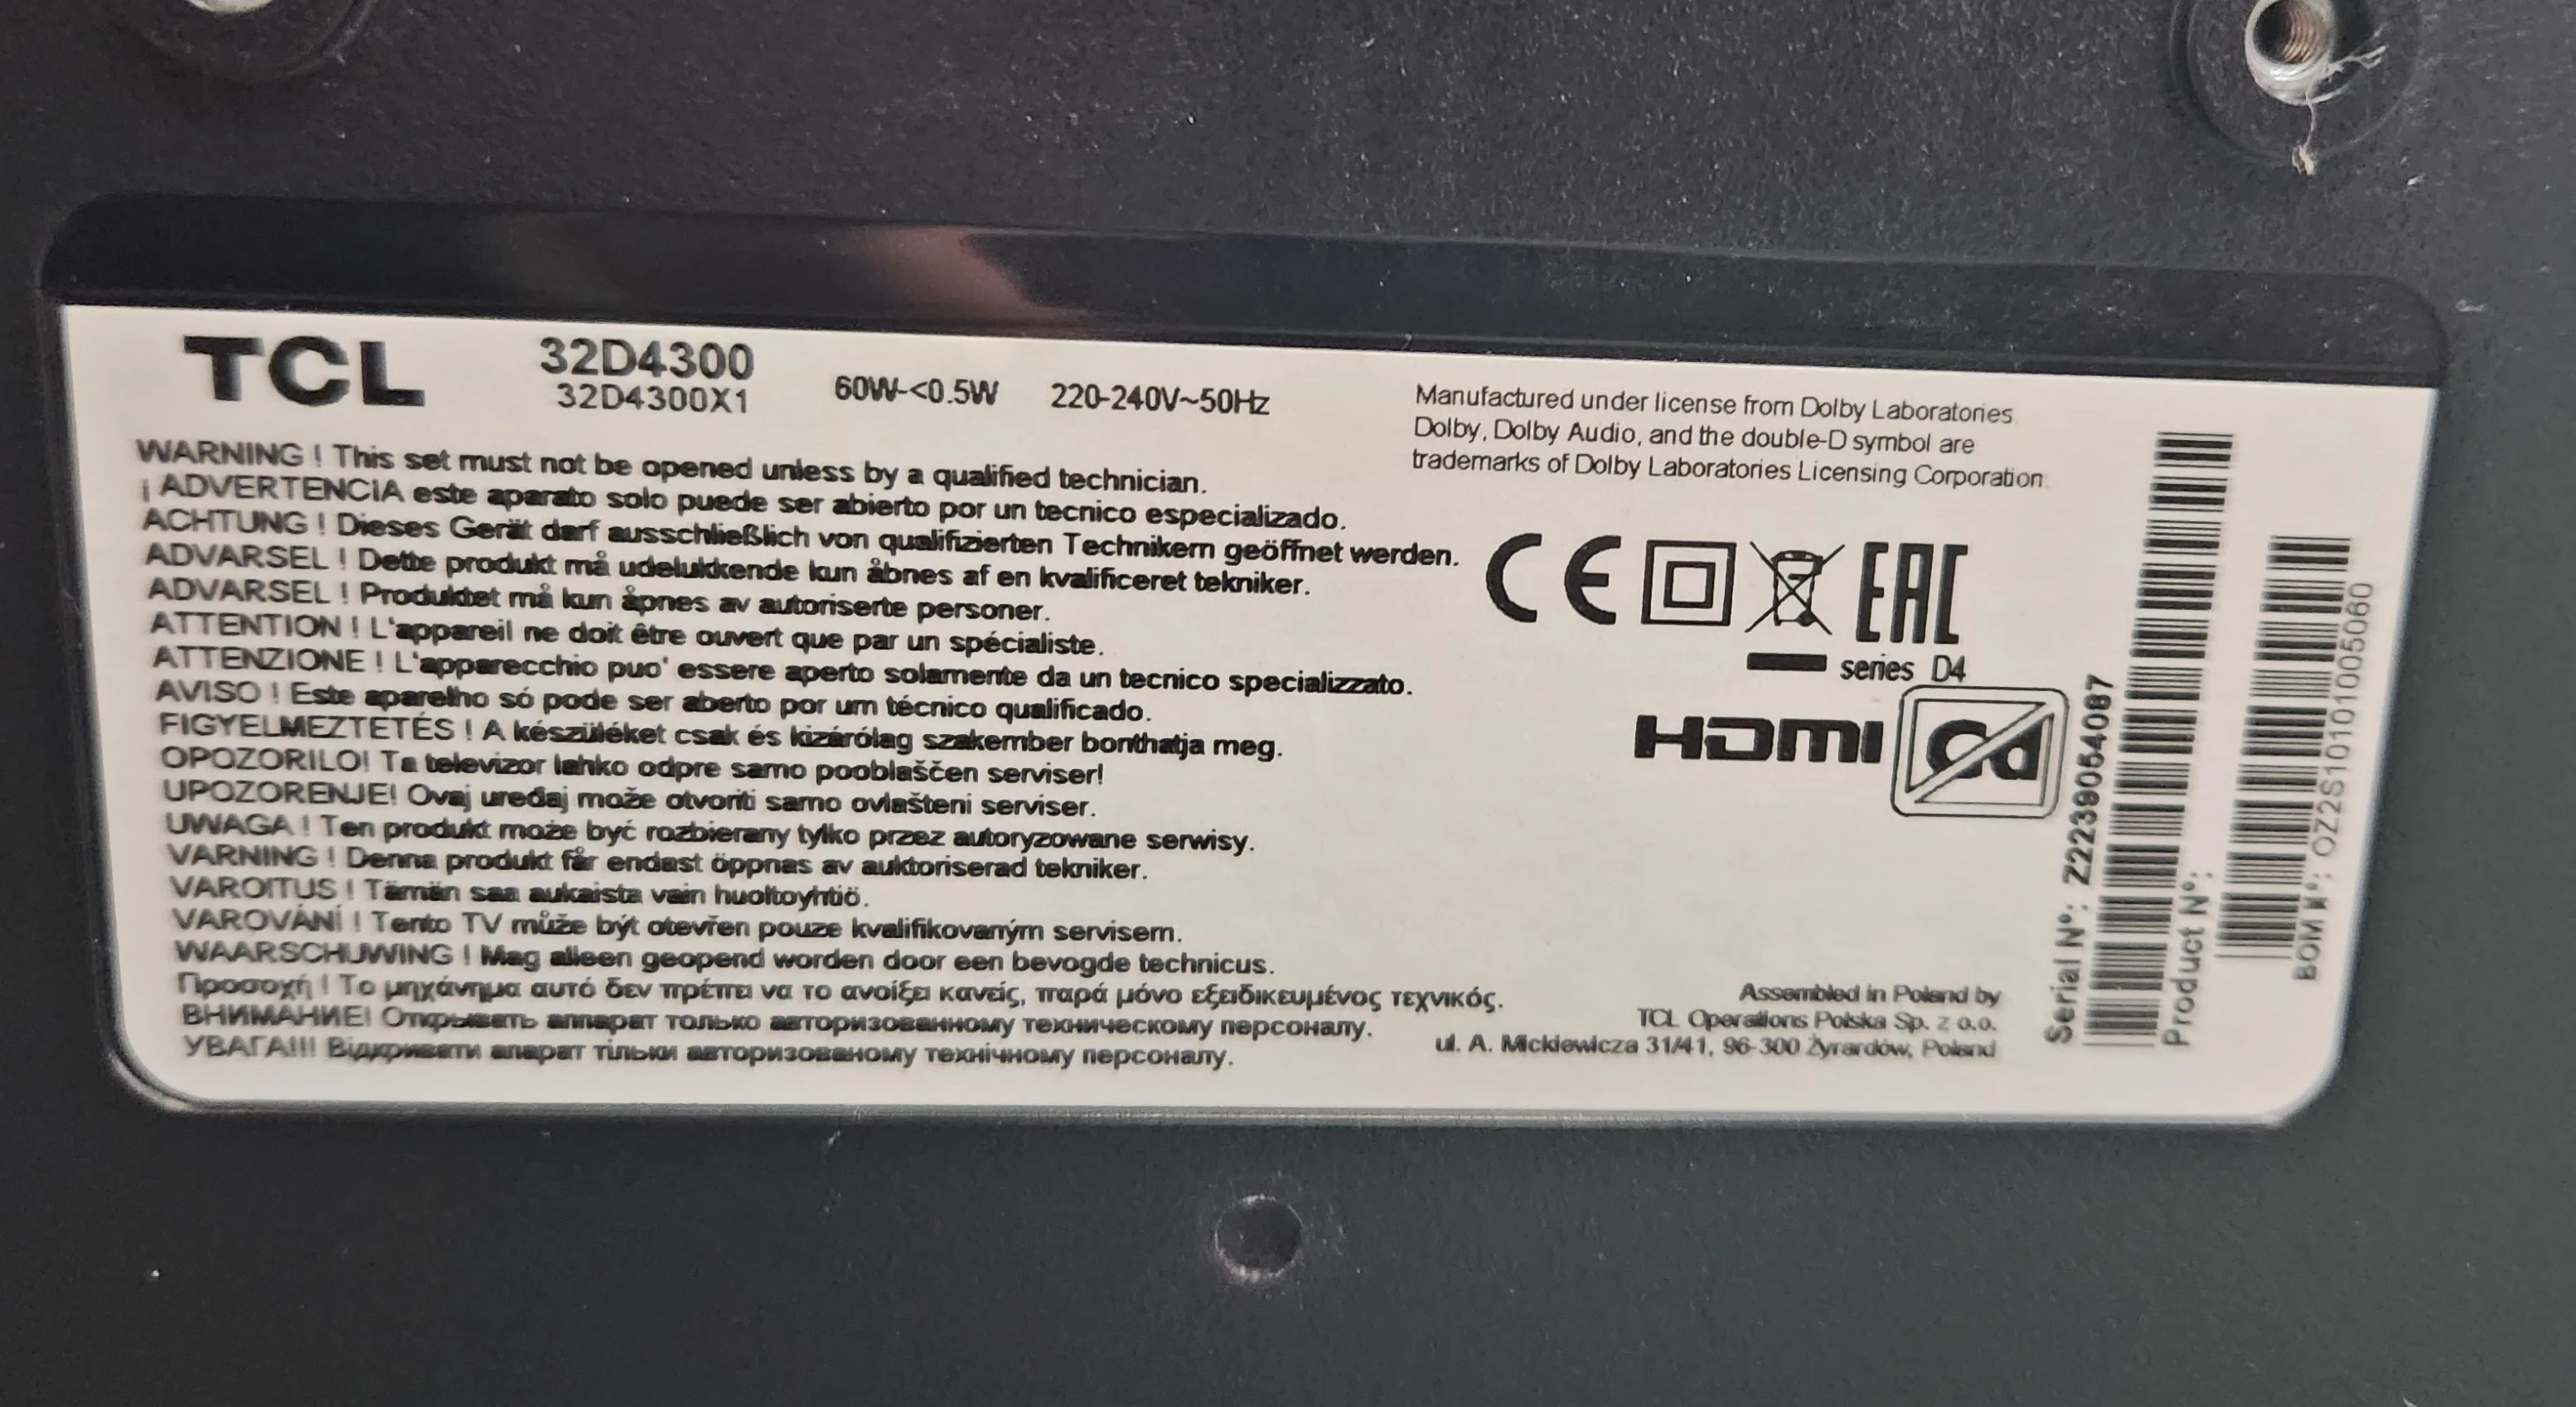 TCL
32D4300
32D4300X1
60W-<0.5W
220-240V~50Hz
WARNING ! This set must not be opened unless by a qualified technician.
¡ ADVERTENCIA este aparato solo puede ser abierto por un tecnico especializado.
ACHTUNG ! Dieses Gerät darf ausschließlich von qualifizierten Technikern geöffnet werden.
ADVARSEL ! Dette produkt må udelukkende kun åbnes af en kvalificeret tekniker.
ADVARSEL ! Produktet må kun åpnes av autoriserte personer.
ATTENTION ! L'appareil ne doit être ouvert que par un spécialiste.
ATTENZIONE ! L'apparecchio puo' essere aperto solamente da un tecnico specializzato.
AVISO ! Este aparelho só pode ser aberto por um técnico qualificado.
FIGYELMEZTETÉS ! A készüléket csak és kizárólag szakember bonthatja meg.
OPOZORILO! Ta televizor lahko odpre samo pooblaščen serviser!
UPOZORENJE! Ovaj uređaj može otvoriti samo ovlašteni serviser.
UWAGA ! Ten produkt może być rozbierany tylko przez autoryzowane serwisy.
VARNING ! Denna produkt får endast öppnas av auktoriserad tekniker.
VAROITUS ! Tämän saa aukaista vain huoltoyhtiö.
VAROVÁNÍ ! Tento TV může být otevřen pouze kvalifikovaným servisem.
WAARSCHUWING ! Mag alleen geopend worden door een bevogde technicus.
Προσοχή ! Το μηχάνημα αυτό δεν πρέπει να το ανοίξει κανείς, παρά μόνο εξειδικευμένος τεχνικός.
ВНИМАНИЕ! Открывать аппарат только авторизованному техническому персоналу.
УВАГА!!! Відкривати апарат тільки авторизованому технічному персоналу.
Manufactured under license from Dolby Laboratories.
Dolby, Dolby Audio, and the double-D symbol are
trademarks of Dolby Laboratories Licensing Corporation
CE
EAC
series D4
HDMI
Assembled in Poland by
TCL Operations Polska Sp. z o.o.
ul. A. Mickiewicza 31/41, 96-300 Żyrardów, Poland
Serial N°: Z2239054087
Product N°:
BOM N°: OZ2S10101005060